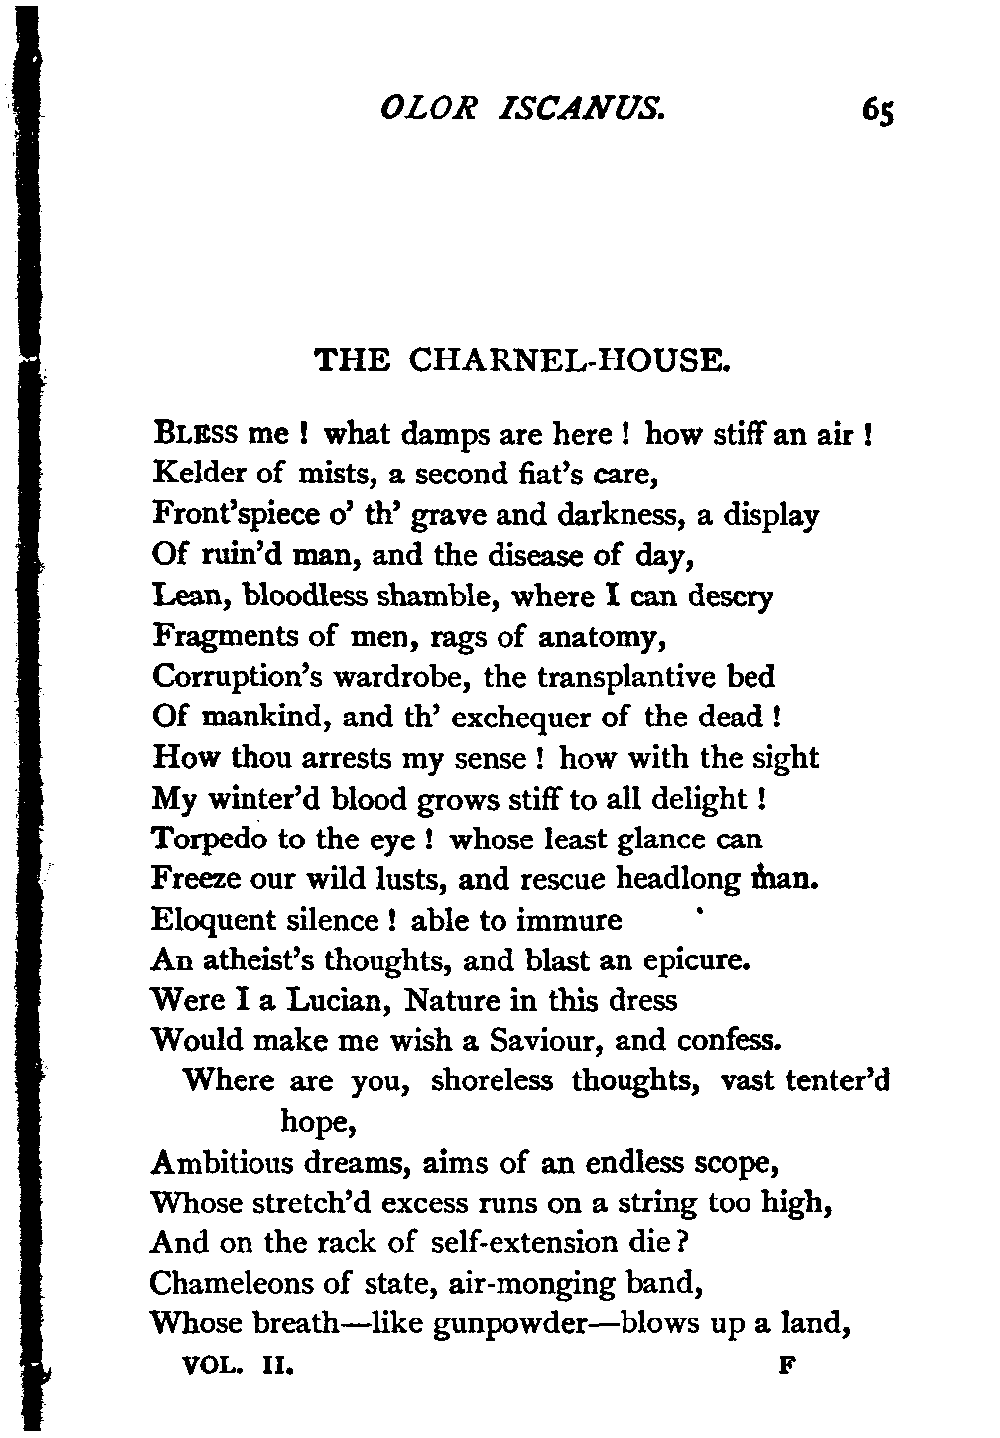 OLOR ISCANUS. 65
THE CHARNEL-HOUSE.
BLESS me ! what damps are here ! how stiff an air !
Kelder of mists, a second fiat's care,
Front'spiece o' th' grave and darkness, a display
Of ruin'd man, and the disease of day,
Lean, bloodless shamble, where I can descry
Fragments of men, rags of anatomy,
Corruption's wardrobe, the transplantive bed
Of mankind, and th' exchequer of the dead !
How thou arrests my sense ! how with the sight
My winter'd blood grows stiff to all delight !
Torpedo to the eye ! whose least glance can
Freeze our wild lusts, and rescue headlong man.
Eloquent silence ! able to immure
An atheist's thoughts, and blast an epicure.
Were I a Lucian, Nature in this dress
Would make me wish a Saviour, and confess.
Where are you, shoreless thoughts, vast tenter'd
hope,
Ambitious dreams, aims of an endless scope,
Whose stretch'd excess runs on a string too high,
And on the rack of self-extension die ?
Chameleons of state, air-monging band,
Whose breath—like gunpowder—blows up a land,
VOL. II. F